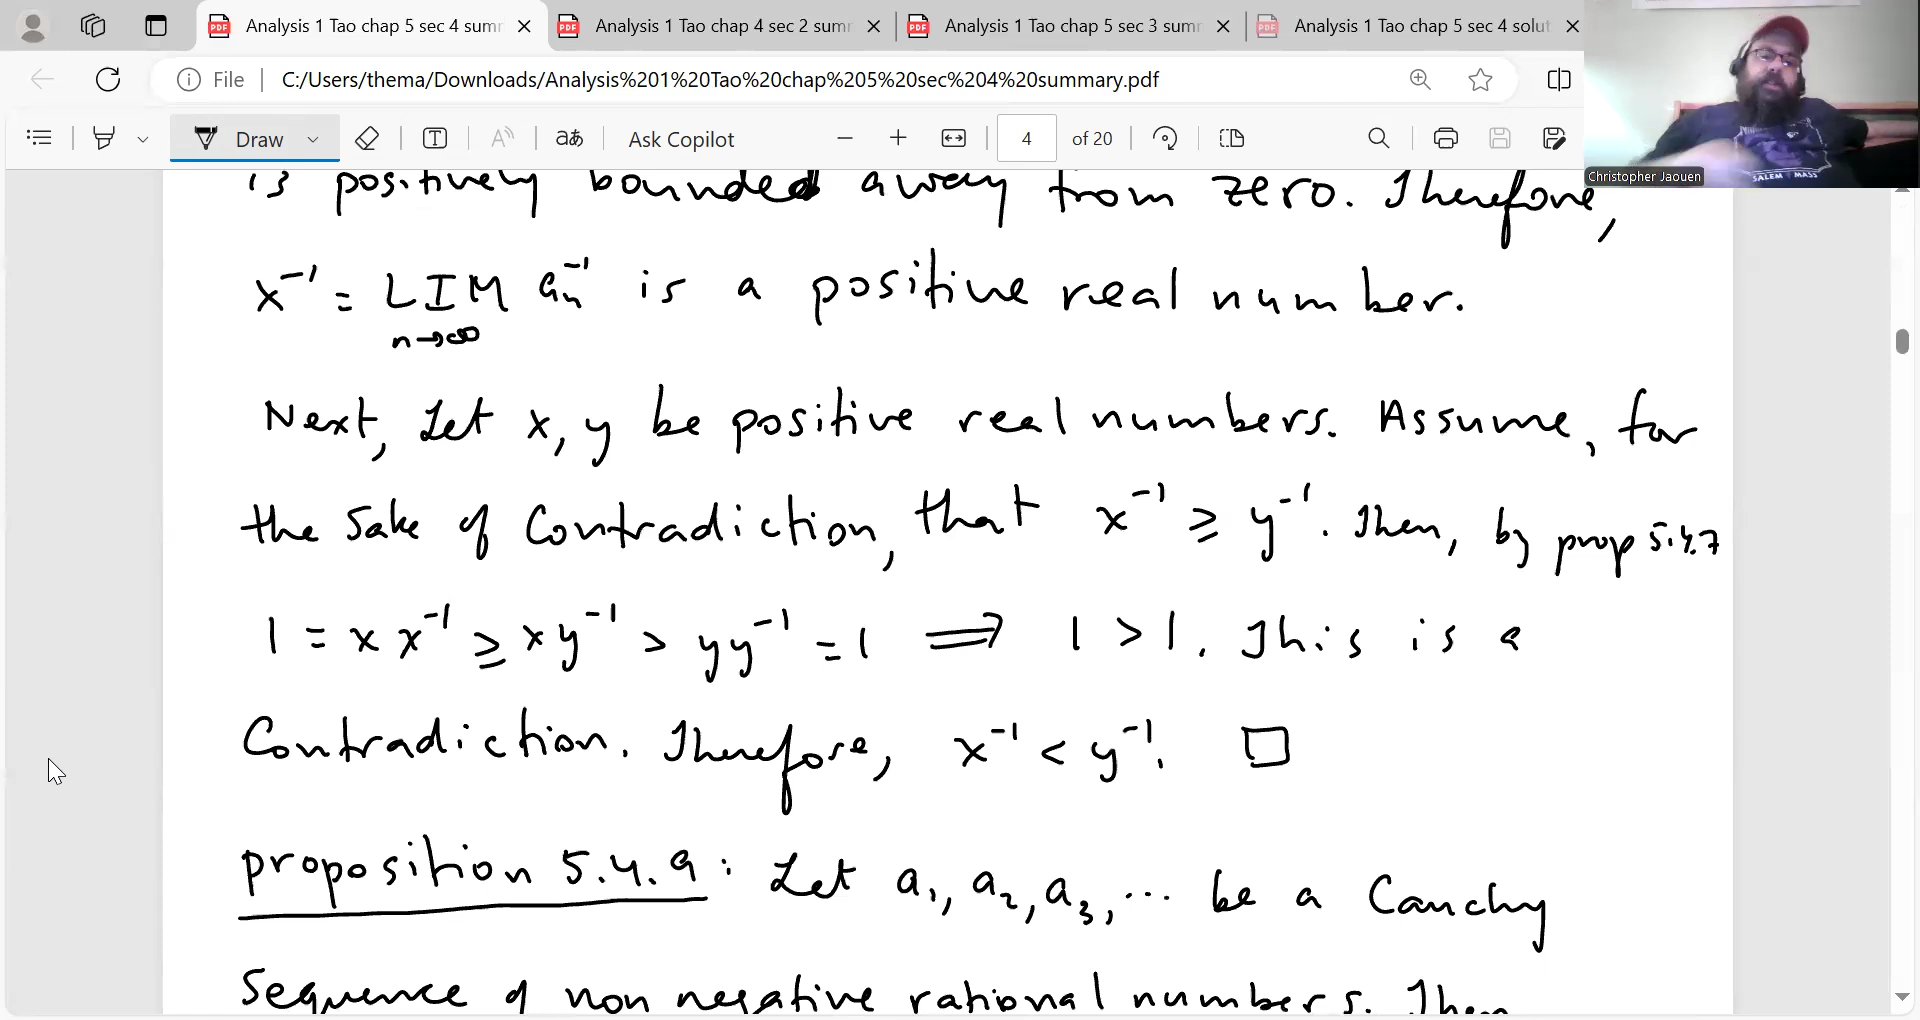 Analysis 1 Tao chap 5 sec 4 summ
Analysis 1 Tao chap 4 sec 2 summ
Analysis 1 Tao chap 5 sec 3 summ
Analysis 1 Tao chap 5 sec 4 solut
File
C:/Users/thema/Downloads/Analysis%201%20Tao%20chap%205%20sec%204%20summary.pdf
Draw
Ask Copilot
4 of 20
SALEM MASS
Christopher Jaouen
is positively bounded away from zero. Therefore,
x⁻¹ = LIM aₙ⁻¹ is a positive real number.
n→∞
Next, Let x, y be positive real numbers. Assume, for
the sake of contradiction, that x⁻¹ ≥ y⁻¹. Then, by prop 5.4.7
1 = x x⁻¹ ≥ x y⁻¹ > y y⁻¹ = 1 ⟹ 1 > 1. This is a
Contradiction. Therefore, x⁻¹ < y⁻¹. □
proposition 5.4.9: Let a₁, a₂, a₃, ... be a Cauchy
Sequence of non negative rational numbers. Then